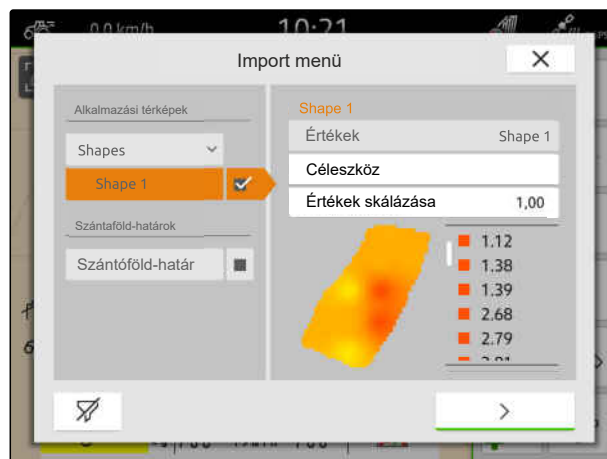 0.0 km/h 10:21
Import menü
Alkalmazási térképek
Shapes
Shape 1
Szántaföld-határok
Szántóföld-határ
Shape 1
Értékek Shape 1
Céleszköz
Értékek skálázása 1,00
1.12
1.38
1.39
2.68
2.79